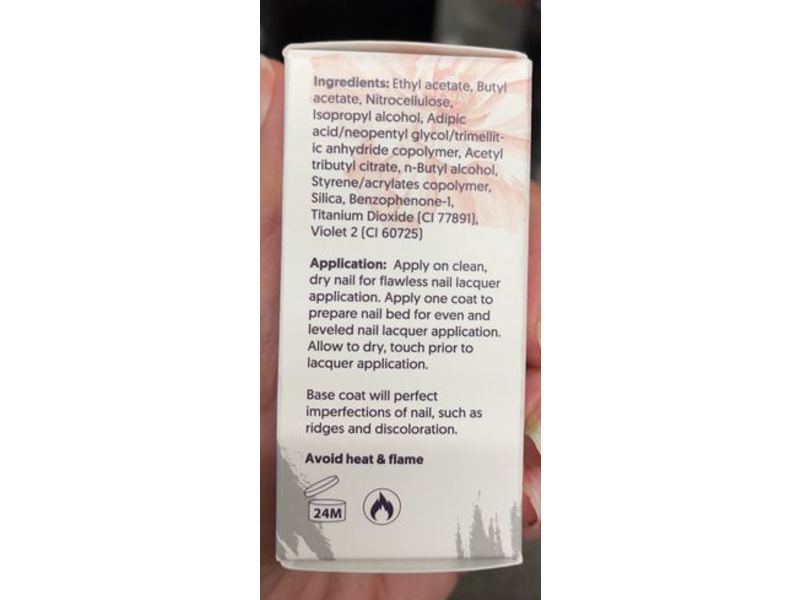 Ingredients: Ethyl acetate, Butyl
acetate, Nitrocellulose,
Isopropyl alcohol, Adipic
acid/neopentyl glycol/trimellit-
ic anhydride copolymer, Acetyl
tributyl citrate, n-Butyl alcohol,
Styrene/acrylates copolymer,
Silica, Benzophenone-1,
Titanium Dioxide (CI 77891),
Violet 2 (CI 60725)
Application: Apply on clean,
dry nail for flawless nail lacquer
application. Apply one coat to
prepare nail bed for even and
leveled nail lacquer application.
Allow to dry, touch prior to
lacquer application.
Base coat will perfect
imperfections of nail, such as
ridges and discoloration.
Avoid heat & flame
24M